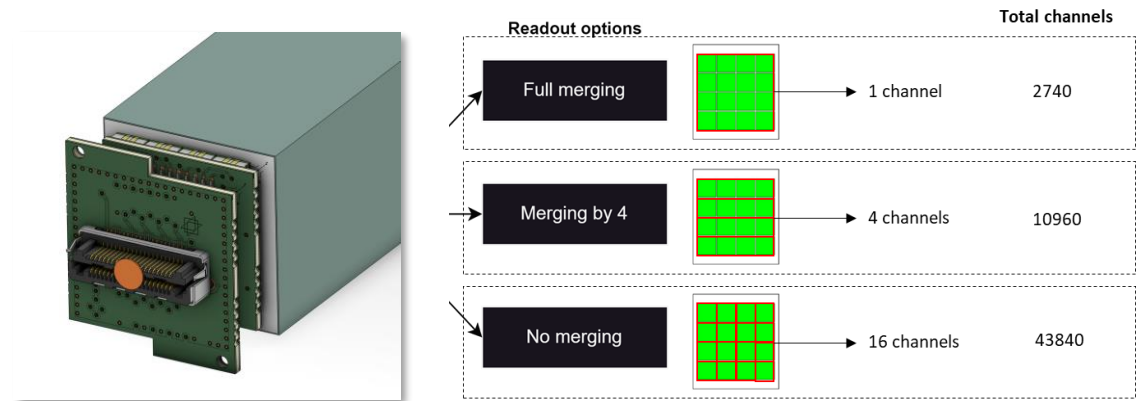 Total channels
Readout options
Full merging
1 channel
2740
Merging by 4
4 channels
10960
No merging
16 channels
43840